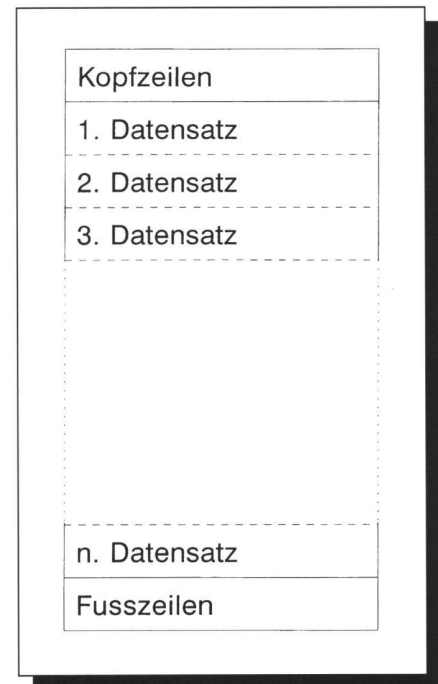 Kopfzeilen
1. Datensatz
2. Datensatz
3. Datensatz
n. Datensatz
Fusszeilen